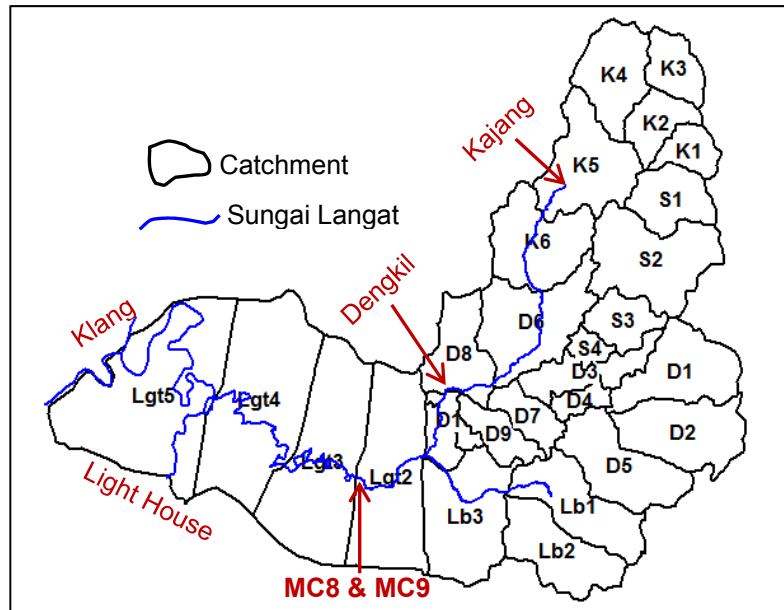 K4
K3
K2
Kajang
K1
K5
Catchment
S1
Sungai Langat
K6
S2
Dengkil
Klang
D6
S3
S4
D8
D3
D1
Lgt5
Lgt4
D4
D1
D7
D2
D9
D5
Lgt3
Lgt2
Light House
Lb1
Lb3
Lb2
MC8 & MC9